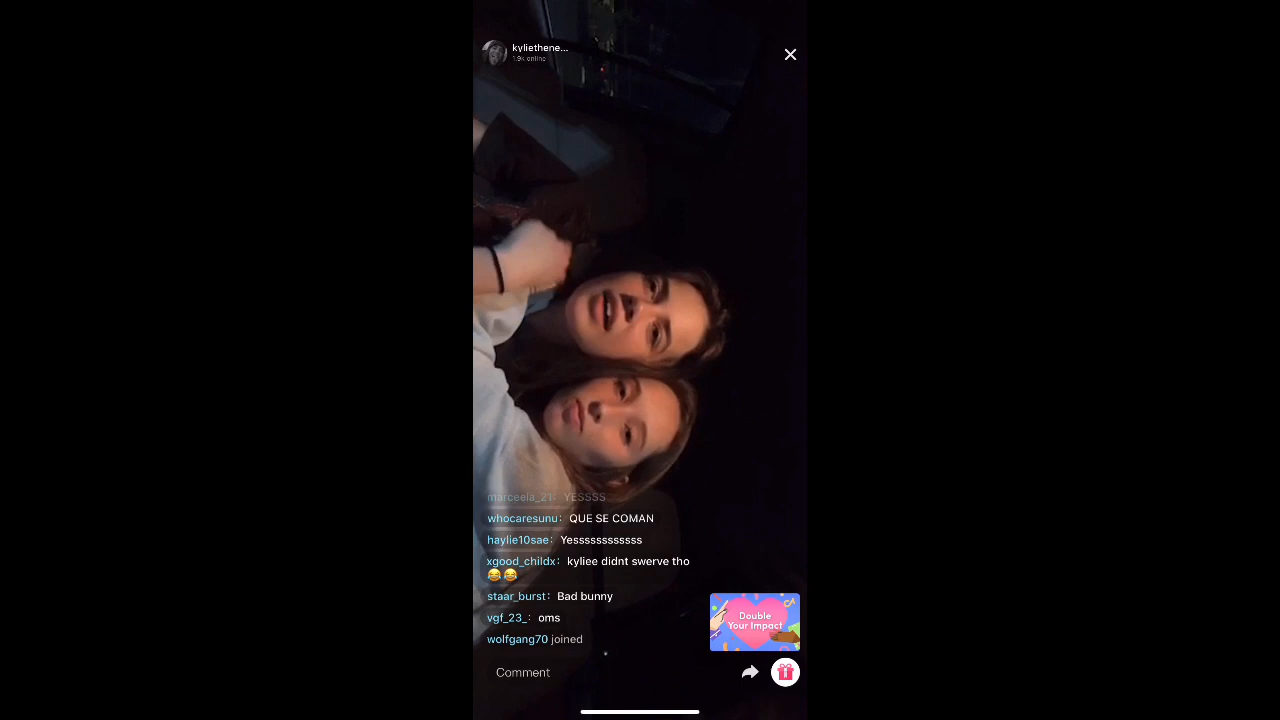 kyliethene...
1.9k online
marceela_21: YESSSS
whocaresunu: QUE SE COMAN
haylie10sae: Yesssssssssssss
xgood_childx: kyliee didnt swerve tho
😂😂
staar_burst: Bad bunny
vgf_23_: oms
wolfgang70 joined
Double
Your Impact
Comment